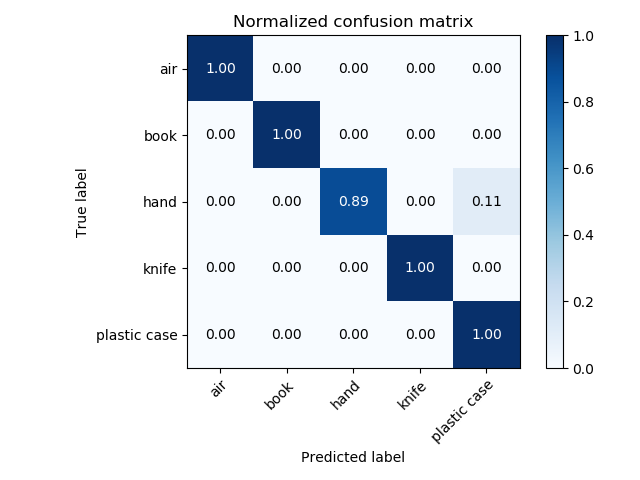 Normalized confusion matrix
air 1.00 0.00 0.00 0.00 0.00
book 0.00 1.00 0.00 0.00 0.00
hand 0.00 0.00 0.89 0.00 0.11
knife 0.00 0.00 0.00 1.00 0.00
plastic case 0.00 0.00 0.00 0.00 1.00
True label
air book hand knife plastic case
Predicted label
1.0
0.8
0.6
0.4
0.2
0.0